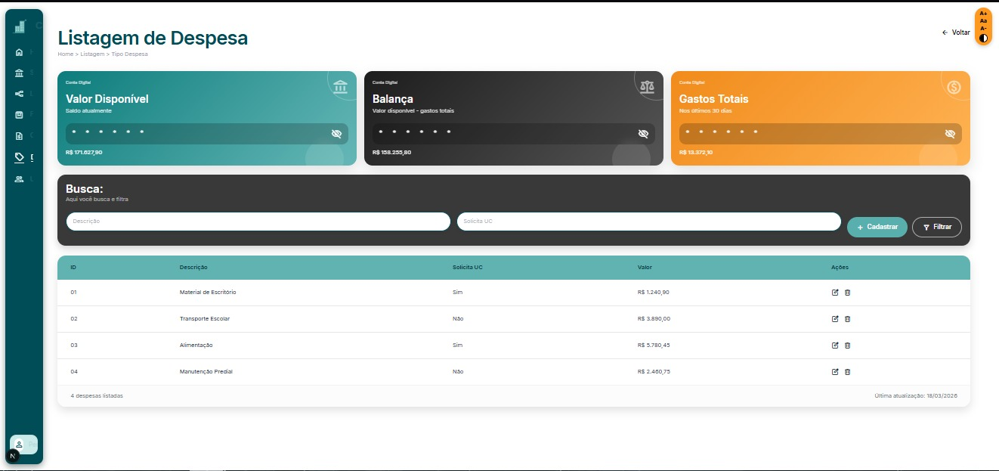 A+
Aa
A-
Listagem de Despesa
← Voltar
Home > Listagem > Tipo Despesa
Conta Digital
Valor Disponível
Saldo atualmente
* * * * * *
R$ 171.627,90
Conta Digital
Balança
Valor disponível - gastos totais
* * * * * *
R$ 158.255,80
Conta Digital
Gastos Totais
Nos últimos 30 dias
* * * * * *
R$ 13.372,10
Busca:
Aqui você busca e filtra
Descrição
Solicita UC
+ Cadastrar
Filtrar
ID Descrição Solicita UC Valor Ações
01 Material de Escritório Sim R$ 1.240,90
02 Transporte Escolar Não R$ 3.890,00
03 Alimentação Sim R$ 5.780,45
04 Manutenção Predial Não R$ 2.460,75
4 despesas listadas Última atualização: 18/03/2026
N